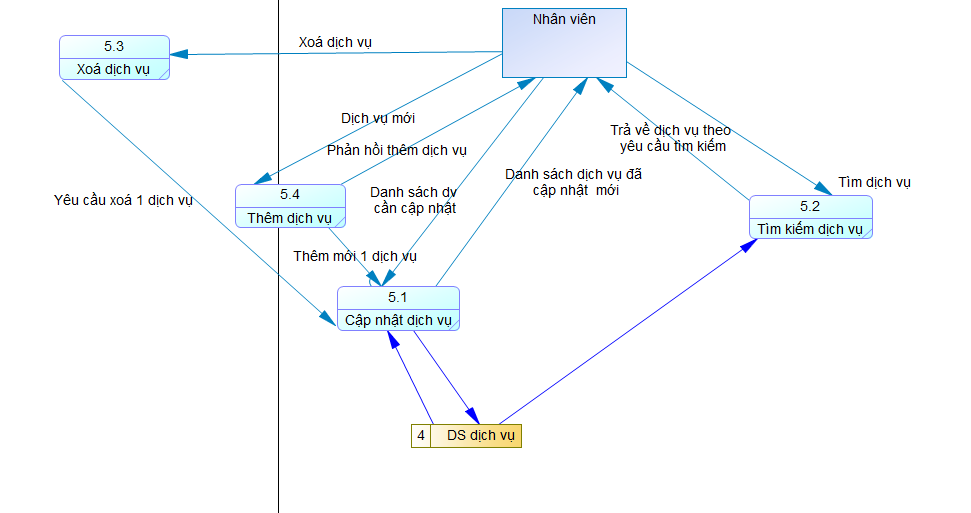 Nhân viên
Xoá dịch vụ
5.3
Xoá dịch vụ
Dịch vụ mới
Trả về dịch vụ theo
yêu cầu tìm kiếm
Phản hồi thêm dịch vụ
Danh sách dịch vụ đã
cập nhật mới
Tìm dịch vụ
Yêu cầu xoá 1 dịch vụ
5.4
Thêm dịch vụ
Danh sách dv
cần cập nhật
5.2
Tìm kiếm dịch vụ
Thêm mới 1 dịch vụ
5.1
Cập nhật dịch vụ
4
DS dịch vụ